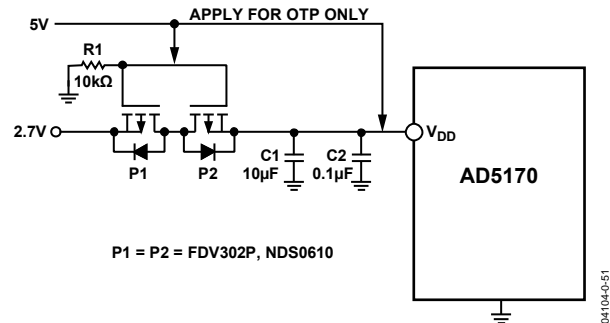 APPLY FOR OTP ONLY
5V
R1
10kΩ
2.7V
P1
P2
C1
10µF
C2
0.1µF
VDD
AD5170
P1 = P2 = FDV302P, NDS0610
04104-0-51